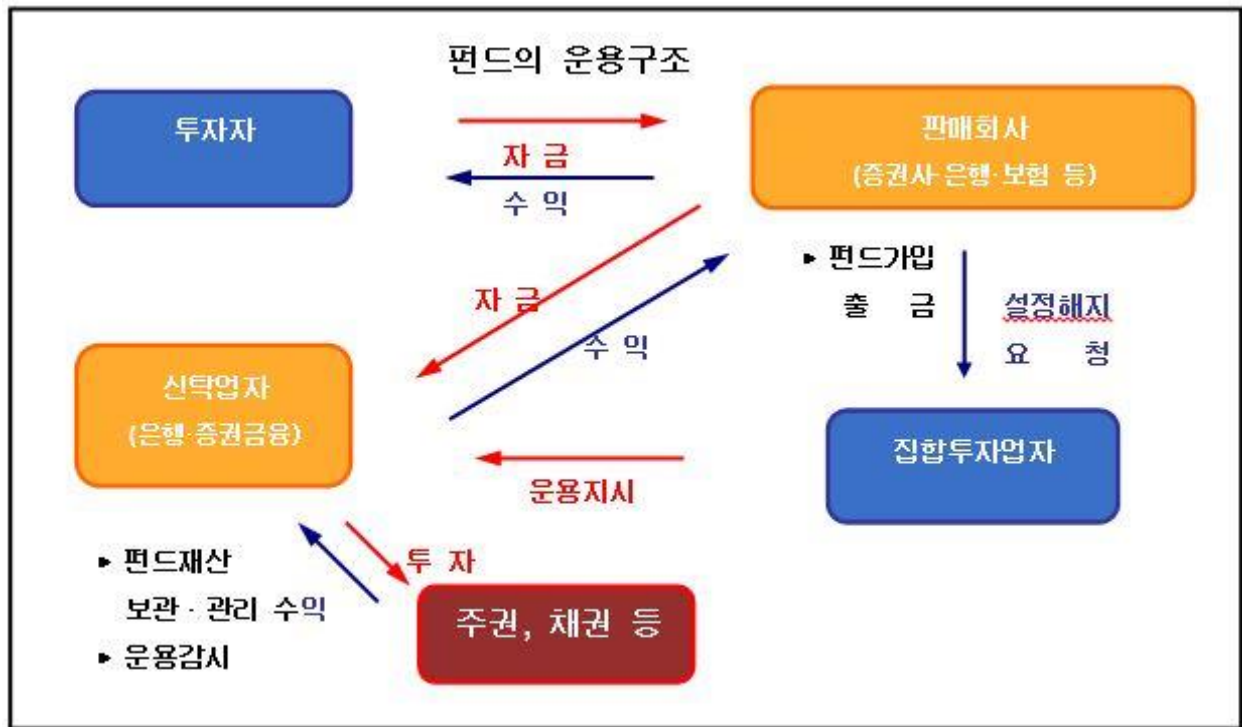 펀드의 운용구조
투자자
판매회사
(증권사·은행·보험 등)
자 금
수 익
▸ 펀드가입
출 금
설정해지
요 청
자 금
수 익
신탁업자
(은행·증권금융)
집합투자업자
운용지시
투 자
▸ 펀드재산
보관·관리 수익
▸ 운용감시
주권, 채권 등